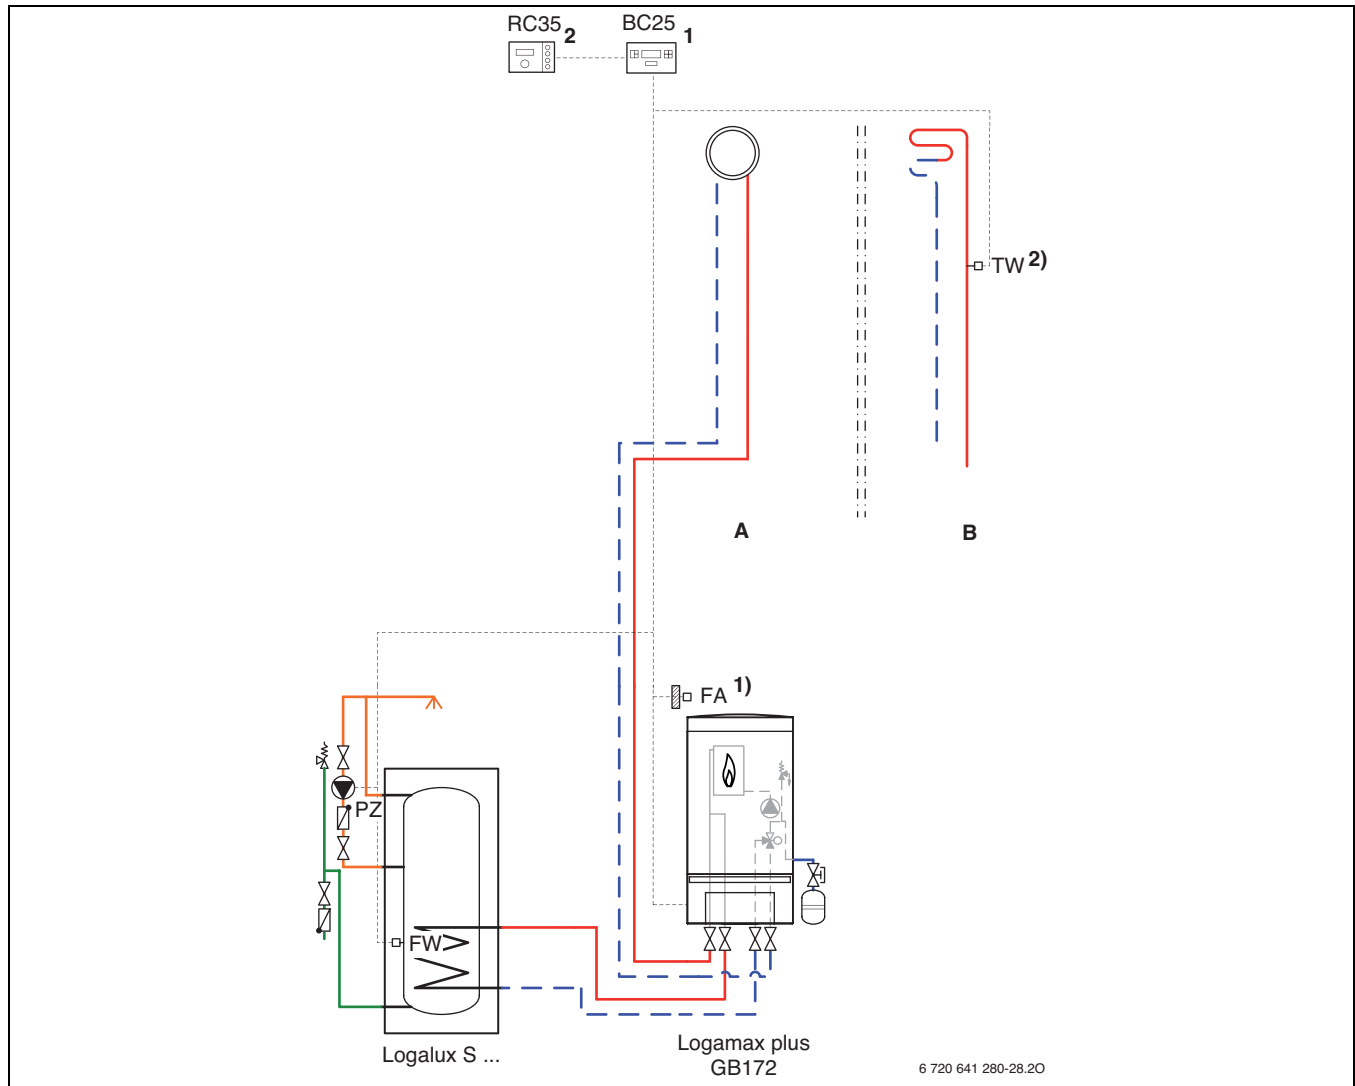 RC35 2
BC25 1
TW 2)
A
B
FA 1)
PZ
FW
Logalux S ...
Logamax plus
GB172
6 720 641 280-28.2O